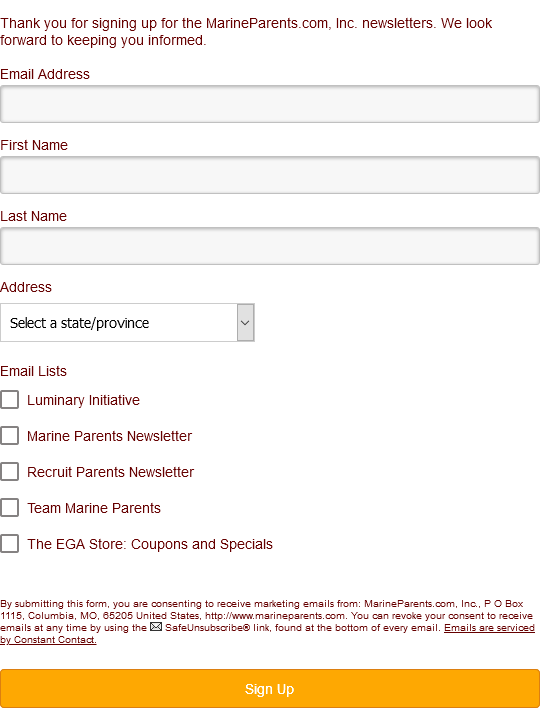 Thank you for signing up for the MarineParents.com, Inc. newsletters. We look
forward to keeping you informed.
Email Address
First Name
Last Name
Address
Select a state/province
Email Lists
Luminary Initiative
Marine Parents Newsletter
Recruit Parents Newsletter
Team Marine Parents
The EGA Store: Coupons and Specials
By submitting this form, you are consenting to receive marketing emails from: MarineParents.com, Inc., P O Box
1115, Columbia, MO, 65205 United States, http://www.marineparents.com. You can revoke your consent to receive
emails at any time by using the SafeUnsubscribe® link, found at the bottom of every email. Emails are serviced
by Constant Contact.
Sign Up